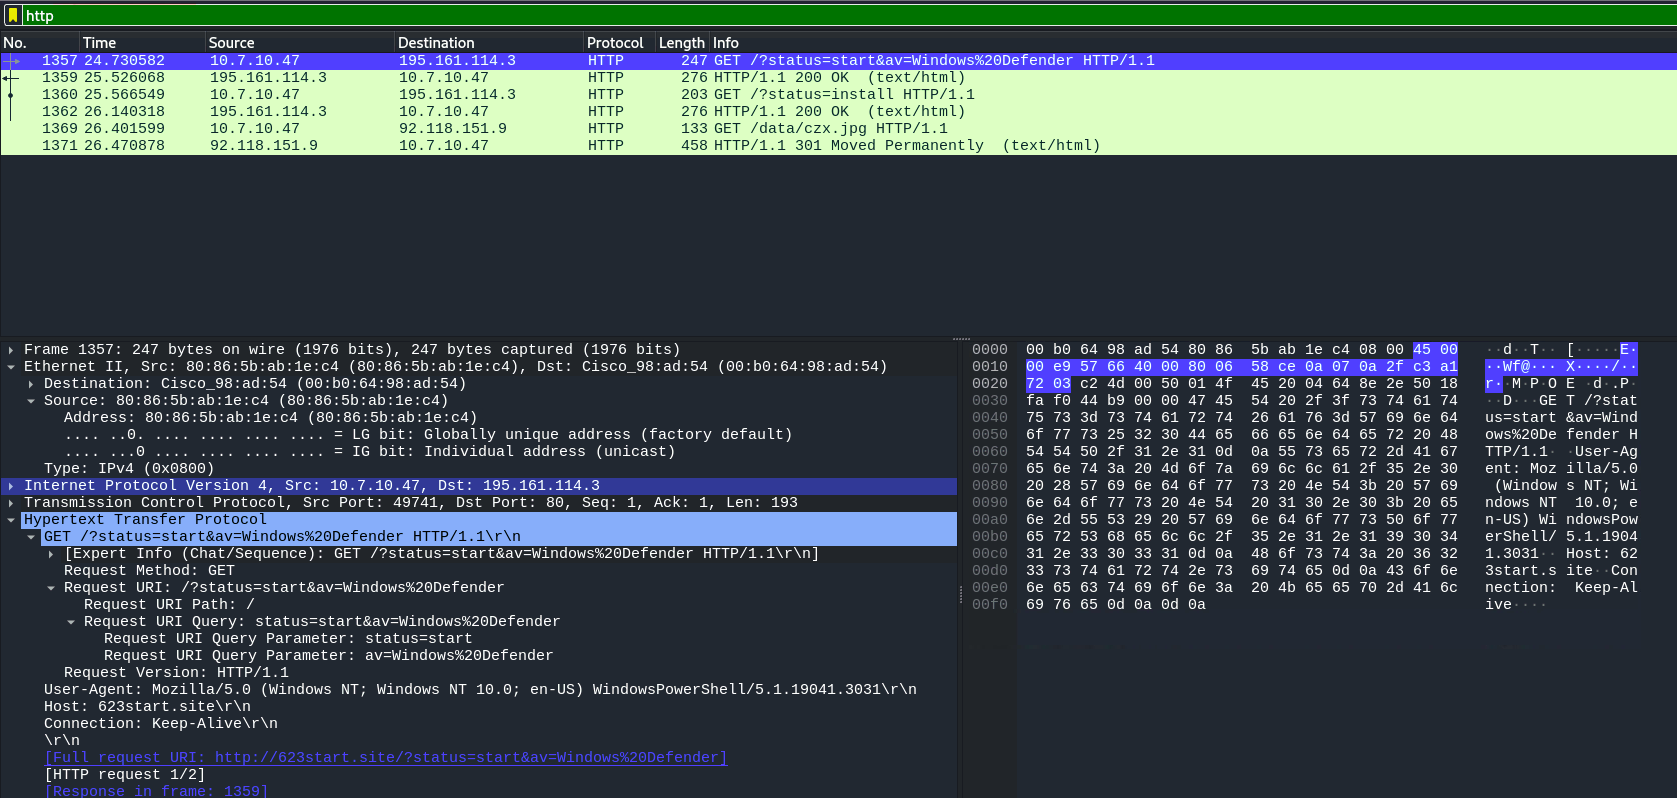 http
No. Time Source Destination Protocol Length Info
1357 24.730582 10.7.10.47 195.161.114.3 HTTP 247 GET /?status=start&av=Windows%20Defender HTTP/1.1
1359 25.526068 195.161.114.3 10.7.10.47 HTTP 276 HTTP/1.1 200 OK  (text/html)
1360 25.566549 10.7.10.47 195.161.114.3 HTTP 203 GET /?status=install HTTP/1.1
1362 26.140318 195.161.114.3 10.7.10.47 HTTP 276 HTTP/1.1 200 OK  (text/html)
1369 26.401599 10.7.10.47 92.118.151.9 HTTP 133 GET /data/czx.jpg HTTP/1.1
1371 26.470878 92.118.151.9 10.7.10.47 HTTP 458 HTTP/1.1 301 Moved Permanently  (text/html)
Frame 1357: 247 bytes on wire (1976 bits), 247 bytes captured (1976 bits)
Ethernet II, Src: 80:86:5b:ab:1e:c4 (80:86:5b:ab:1e:c4), Dst: Cisco_98:ad:54 (00:b0:64:98:ad:54)
Destination: Cisco_98:ad:54 (00:b0:64:98:ad:54)
Source: 80:86:5b:ab:1e:c4 (80:86:5b:ab:1e:c4)
Address: 80:86:5b:ab:1e:c4 (80:86:5b:ab:1e:c4)
.... ..0. .... .... .... .... = LG bit: Globally unique address (factory default)
.... ...0 .... .... .... .... = IG bit: Individual address (unicast)
Type: IPv4 (0x0800)
Internet Protocol Version 4, Src: 10.7.10.47, Dst: 195.161.114.3
Transmission Control Protocol, Src Port: 49741, Dst Port: 80, Seq: 1, Ack: 1, Len: 193
Hypertext Transfer Protocol
GET /?status=start&av=Windows%20Defender HTTP/1.1\r\n
[Expert Info (Chat/Sequence): GET /?status=start&av=Windows%20Defender HTTP/1.1\r\n]
Request Method: GET
Request URI: /?status=start&av=Windows%20Defender
Request URI Path: /
Request URI Query: status=start&av=Windows%20Defender
Request URI Query Parameter: status=start
Request URI Query Parameter: av=Windows%20Defender
Request Version: HTTP/1.1
User-Agent: Mozilla/5.0 (Windows NT; Windows NT 10.0; en-US) WindowsPowerShell/5.1.19041.3031\r\n
Host: 623start.site\r\n
Connection: Keep-Alive\r\n
\r\n
[Full request URI: http://623start.site/?status=start&av=Windows%20Defender]
[HTTP request 1/2]
[Response in frame: 1359]
0000 00 b0 64 98 ad 54 80 86 5b ab 1e c4 08 00 45 00 ··d··T·· [·····E·
0010 00 e9 57 66 40 00 80 06 58 ce 0a 07 0a 2f c3 a1 ··Wf@··· X····/··
0020 72 03 c2 4d 00 50 01 4f 45 20 04 64 8e 2e 50 18 r··M·P·O E ·d·.P·
0030 fa f0 44 b9 00 00 47 45 54 20 2f 3f 73 74 61 74 ··D···GE T /?stat
0040 75 73 3d 73 74 61 72 74 26 61 76 3d 57 69 6e 64 us=start &av=Wind
0050 6f 77 73 25 32 30 44 65 66 65 6e 64 65 72 20 48 ows%20De fender H
0060 54 54 50 2f 31 2e 31 0d 0a 55 73 65 72 2d 41 67 TTP/1.1· ·User-Ag
0070 65 6e 74 3a 20 4d 6f 7a 69 6c 6c 61 2f 35 2e 30 ent: Moz illa/5.0
0080 20 28 57 69 6e 64 6f 77 73 20 4e 54 3b 20 57 69 (Window s NT; Wi
0090 6e 64 6f 77 73 20 4e 54 20 31 30 2e 30 3b 20 65 ndows NT  10.0; e
00a0 6e 2d 55 53 29 20 57 69 6e 64 6f 77 73 50 6f 77 n-US) Wi ndowsPow
00b0 65 72 53 68 65 6c 6c 2f 35 2e 31 2e 31 39 30 34 erShell/ 5.1.1904
00c0 31 2e 33 30 33 31 0d 0a 48 6f 73 74 3a 20 36 32 1.3031·· Host: 62
00d0 33 73 74 61 72 74 2e 73 69 74 65 0d 0a 43 6f 6e 3start.s ite··Con
00e0 6e 65 63 74 69 6f 6e 3a 20 4b 65 65 70 2d 41 6c nection:  Keep-Al
00f0 69 76 65 0d 0a 0d 0a ive····